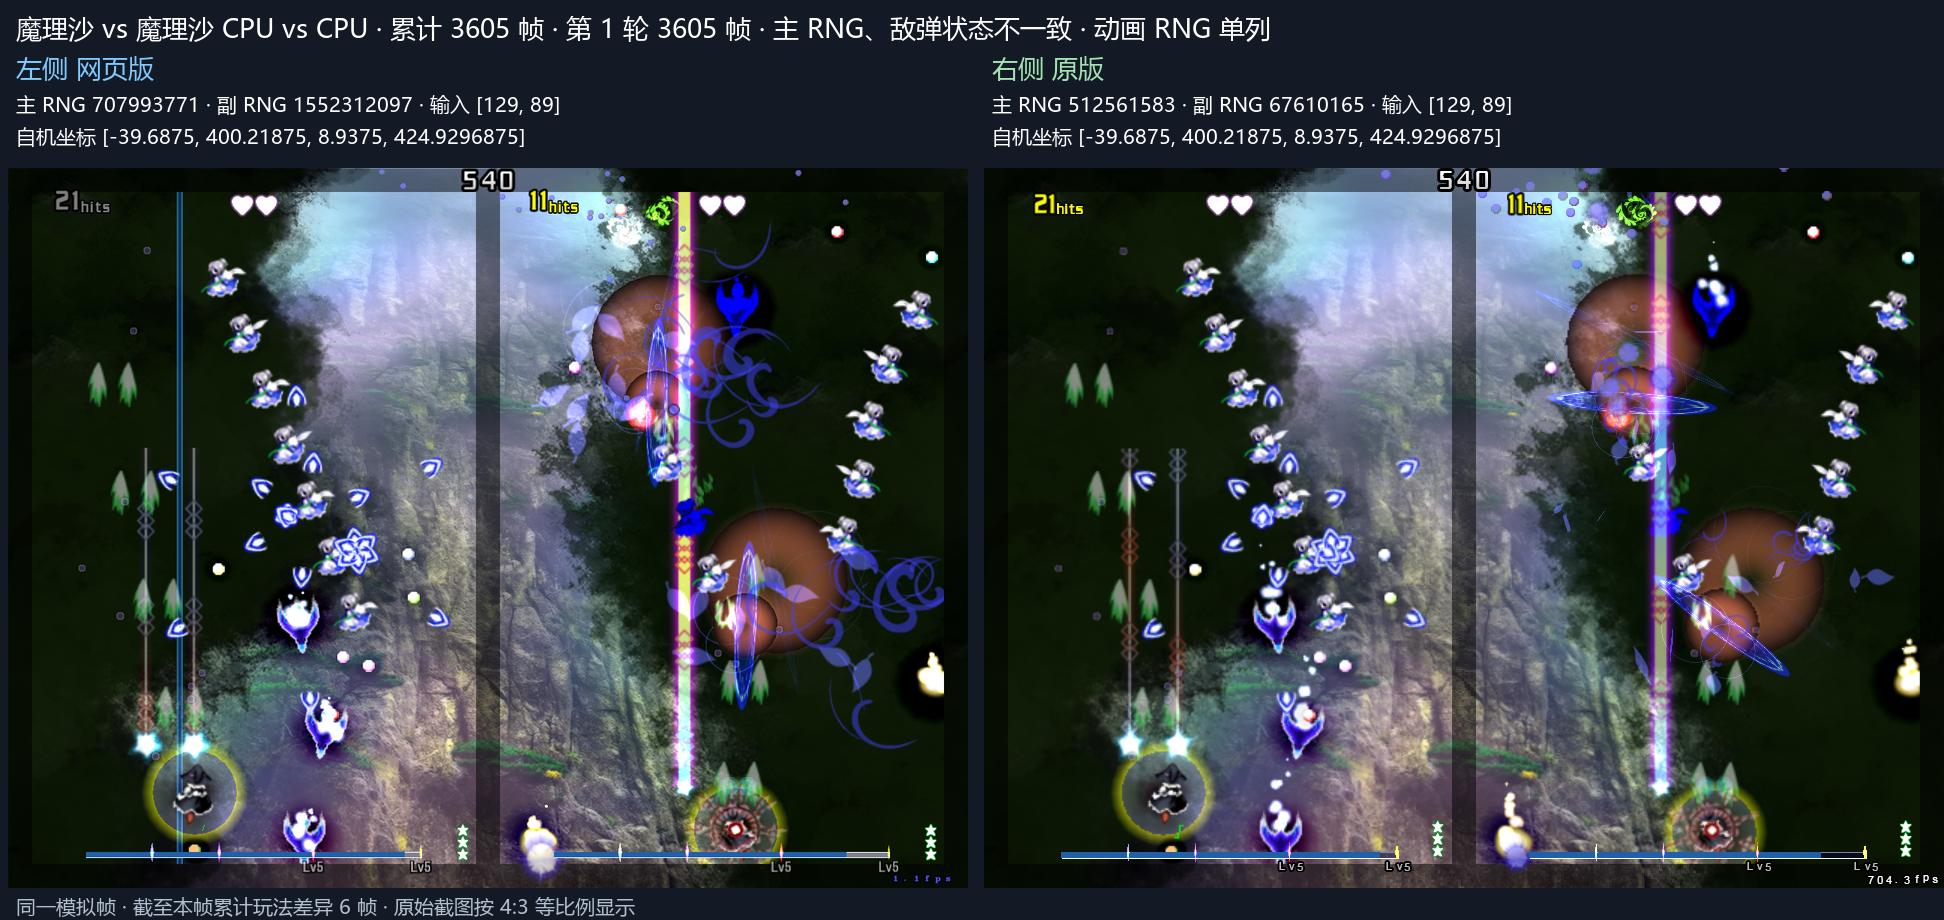 魔理沙 vs 魔理沙 CPU vs CPU · 累计 3605 帧 · 第 1 轮 3605 帧 · 主 RNG、敌弹状态不一致 · 动画 RNG 单列
左侧 网页版
主 RNG 707993771 · 副 RNG 1552312097 · 输入 [129, 89]
自机坐标 [-39.6875, 400.21875, 8.9375, 424.9296875]
右侧 原版
主 RNG 512561583 · 副 RNG 67610165 · 输入 [129, 89]
自机坐标 [-39.6875, 400.21875, 8.9375, 424.9296875]
540
21hits
11hits
Lv5
Lv5
Lv5
Lv5
1.1fps
540
21hits
11hits
Lv5
Lv5
Lv5
Lv5
704.3fps
同一模拟帧 · 截至本帧累计玩法差异 6 帧 · 原始截图按 4:3 等比例显示